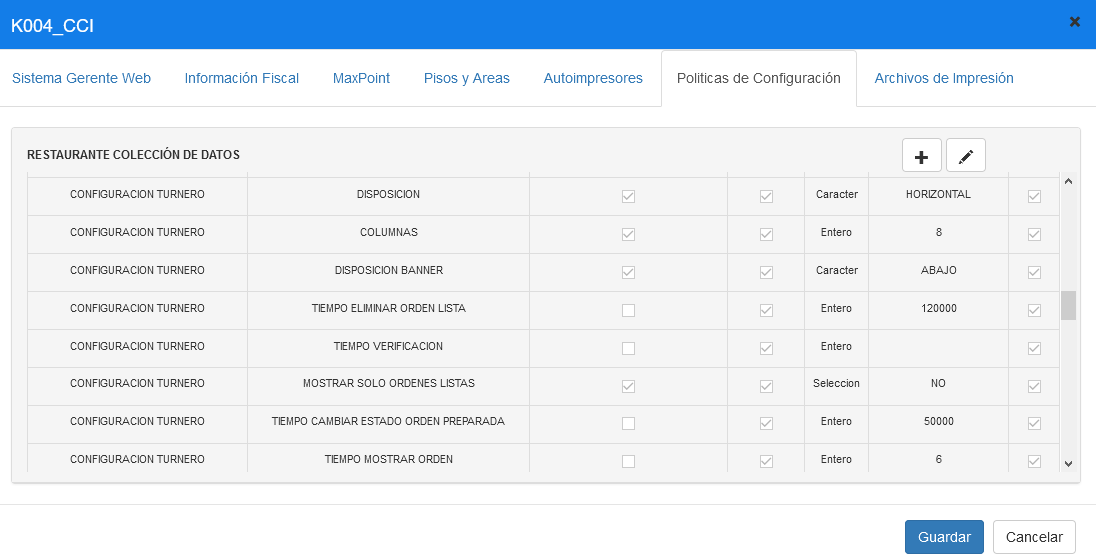 K004_CCI
Sistema Gerente Web Información Fiscal MaxPoint Pisos y Areas Autoimpresores Politicas de Configuración Archivos de Impresión
RESTAURANTE COLECCIÓN DE DATOS
CONFIGURACION TURNERO DISPOSICION Caracter HORIZONTAL
CONFIGURACION TURNERO COLUMNAS Entero 8
CONFIGURACION TURNERO DISPOSICION BANNER Caracter ABAJO
CONFIGURACION TURNERO TIEMPO ELIMINAR ORDEN LISTA Entero 120000
CONFIGURACION TURNERO TIEMPO VERIFICACION Entero
CONFIGURACION TURNERO MOSTRAR SOLO ORDENES LISTAS Seleccion NO
CONFIGURACION TURNERO TIEMPO CAMBIAR ESTADO ORDEN PREPARADA Entero 50000
CONFIGURACION TURNERO TIEMPO MOSTRAR ORDEN Entero 6
Guardar Cancelar